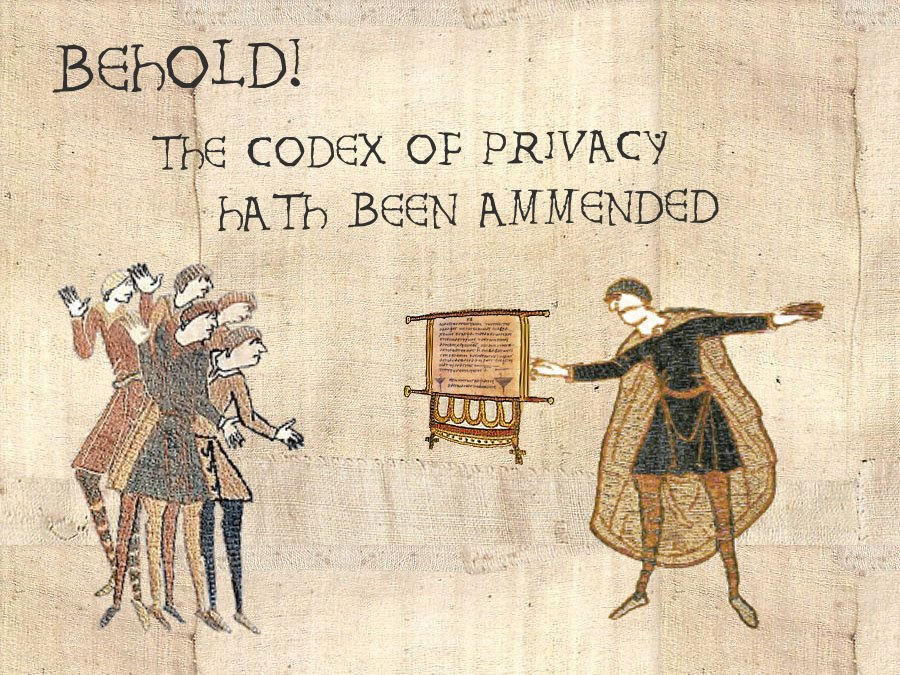 BEHOLD!
THE CODEX OF PRIVACY
HATH BEEN AMMENDED